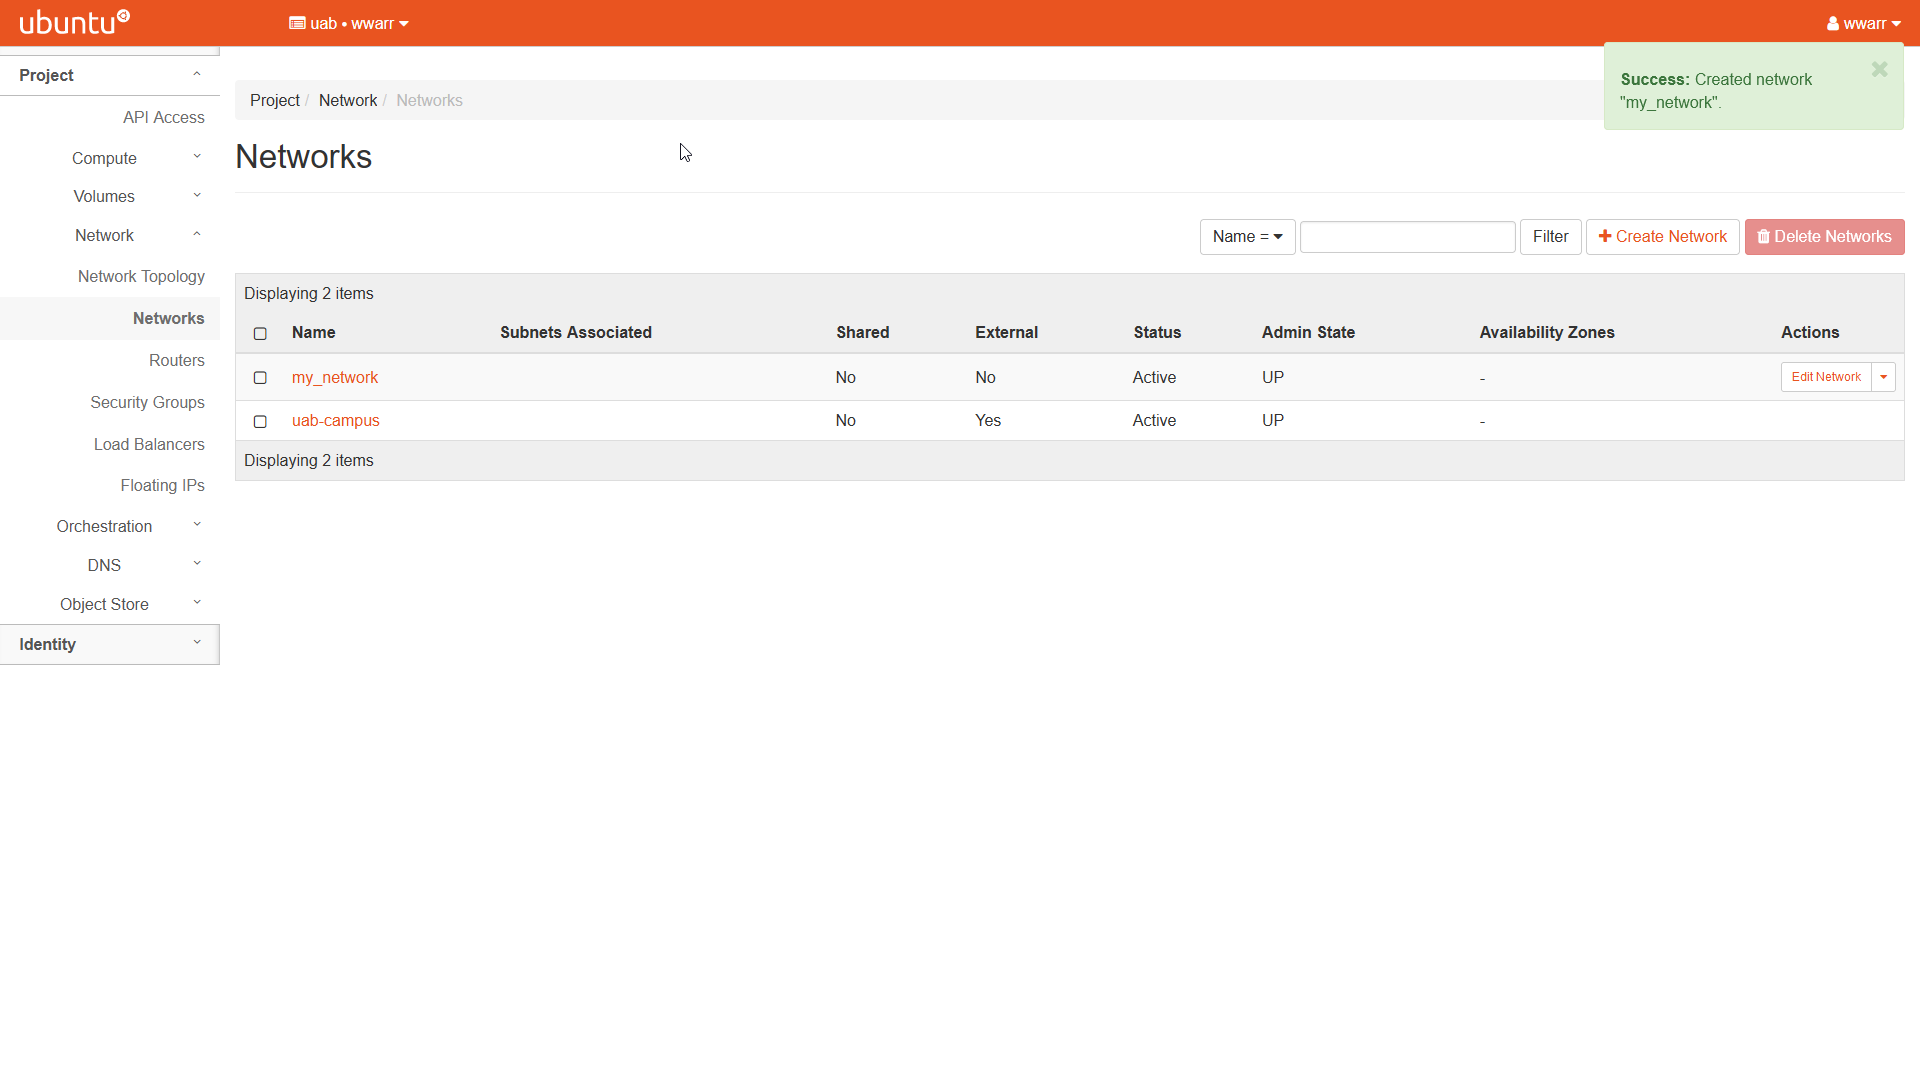 ubuntu
uab • wwarr
wwarr
Success: Created network
"my_network".
Project
API Access
Compute
Volumes
Network
Network Topology
Networks
Routers
Security Groups
Load Balancers
Floating IPs
Orchestration
DNS
Object Store
Identity
Project / Network / Networks
Networks
Name = Filter Create Network Delete Networks
Displaying 2 items
Name Subnets Associated Shared External Status Admin State Availability Zones Actions
my_network No No Active UP - Edit Network
uab-campus No Yes Active UP -
Displaying 2 items